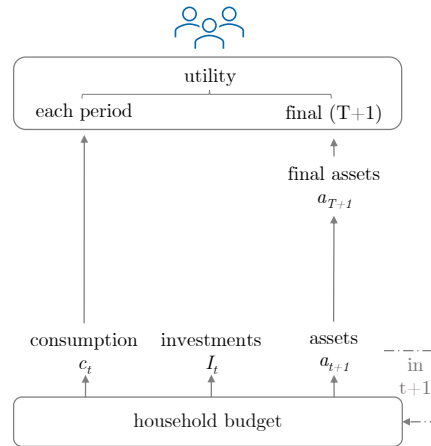 utility
each period final (T+1)
final assets
a_{T+1}
consumption investments assets
c_t I_t a_{t+1}
in
t+1
household budget